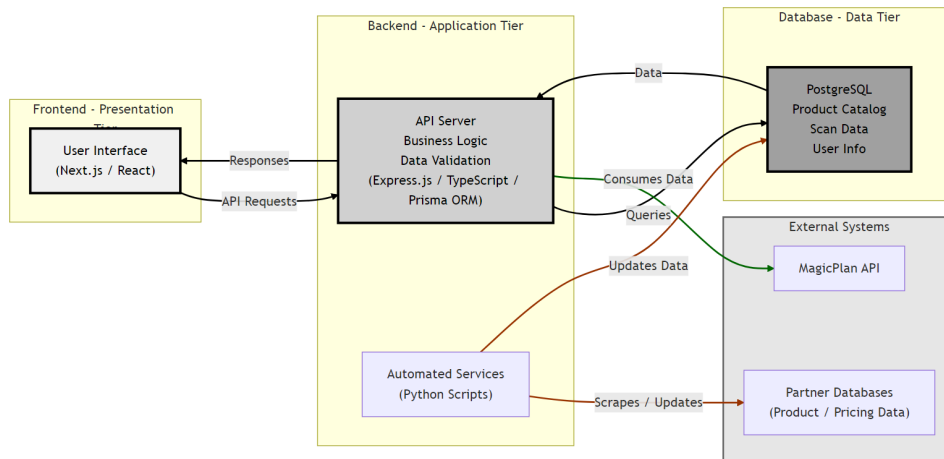 Frontend - Presentation
Tier
User Interface
(Next.js / React)
Responses
API Requests
Backend - Application Tier
API Server
Business Logic
Data Validation
(Express.js / TypeScript /
Prisma ORM)
Automated Services
(Python Scripts)
Data
Consumes Data
Queries
Updates Data
Scrapes / Updates
Database - Data Tier
PostgreSQL
Product Catalog
Scan Data
User Info
External Systems
MagicPlan API
Partner Databases
(Product / Pricing Data)